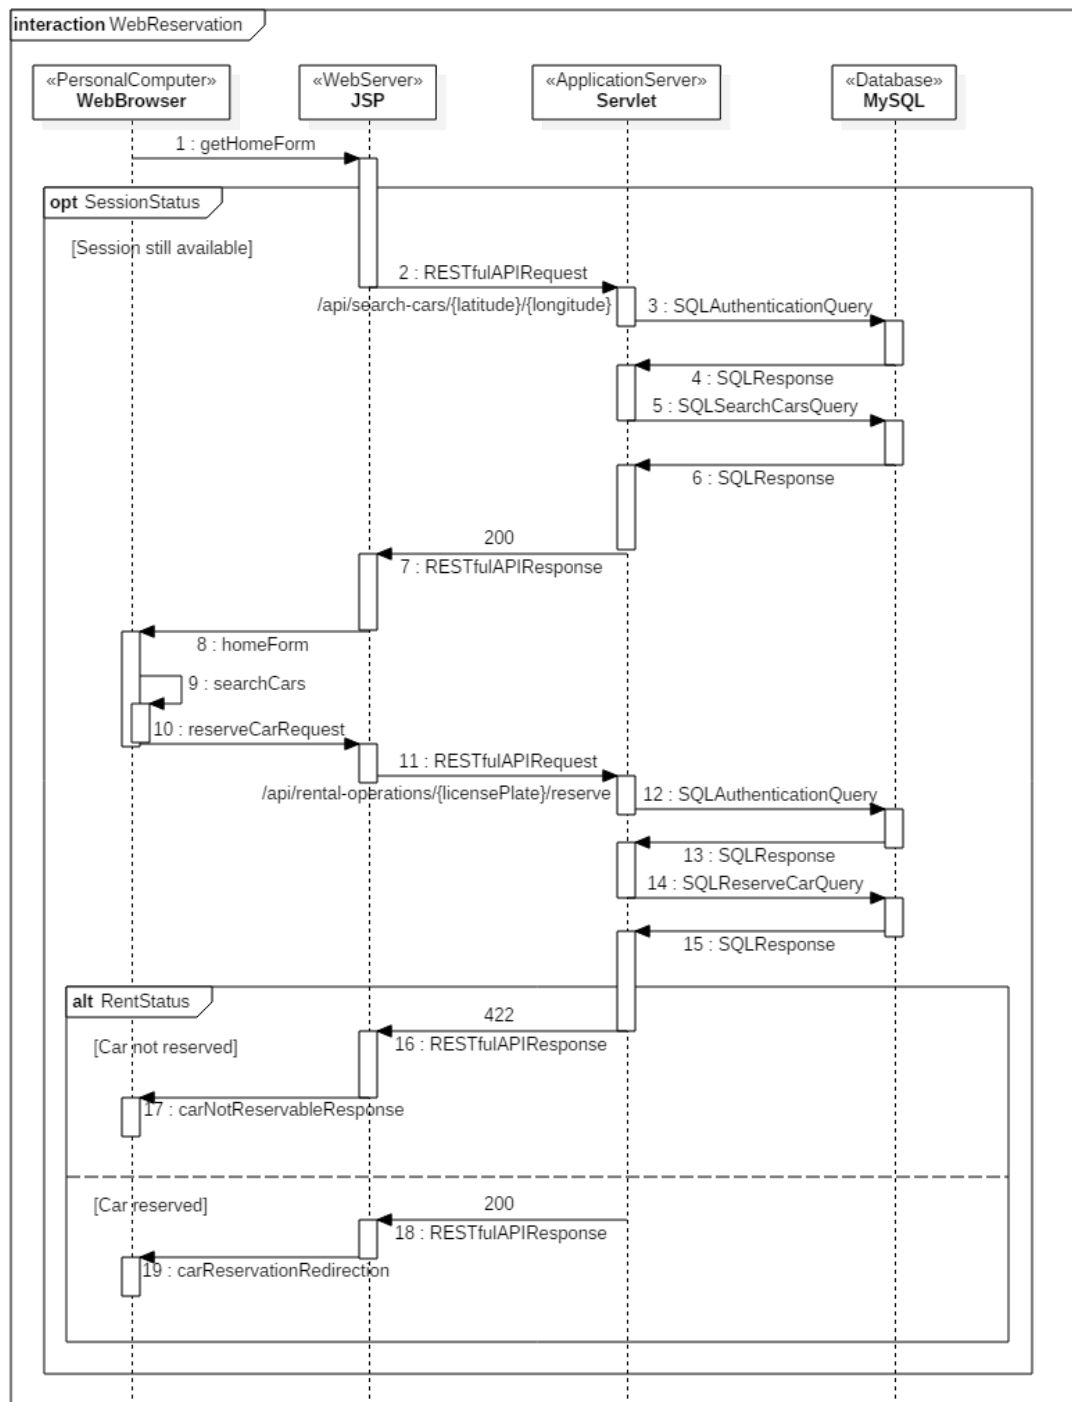 interaction WebReservation
«PersonalComputer»
WebBrowser
«WebServer»
JSP
«ApplicationServer»
Servlet
«Database»
MySQL
1 : getHomeForm
opt SessionStatus
[Session still available]
2 : RESTfulAPIRequest
/api/search-cars/{latitude}/{longitude}
3 : SQLAuthenticationQuery
4 : SQLResponse
5 : SQLSearchCarsQuery
6 : SQLResponse
200
7 : RESTfulAPIResponse
8 : homeForm
9 : searchCars
10 : reserveCarRequest
11 : RESTfulAPIRequest
/api/rental-operations/{licensePlate}/reserve
12 : SQLAuthenticationQuery
13 : SQLResponse
14 : SQLReserveCarQuery
15 : SQLResponse
alt RentStatus
422
[Car not reserved]
16 : RESTfulAPIResponse
17 : carNotReservableResponse
[Car reserved]
200
18 : RESTfulAPIResponse
19 : carReservationRedirection